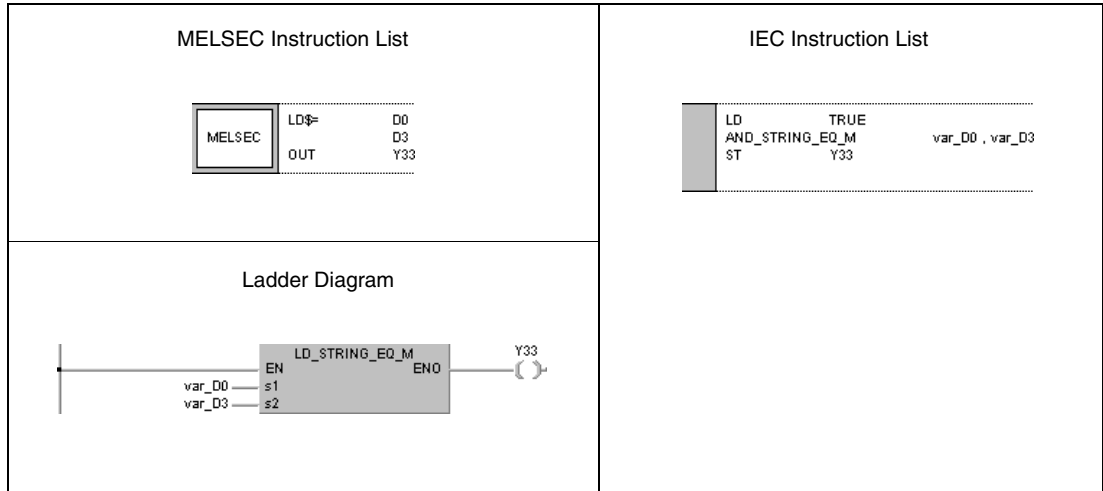 MELSEC Instruction List
MELSEC
LD$= D0
D3
OUT Y33
IEC Instruction List
LD TRUE
AND_STRING_EQ_M var_D0 , var_D3
ST Y33
Ladder Diagram
LD_STRING_EQ_M
EN ENO
Y33
var_D0 s1
var_D3 s2